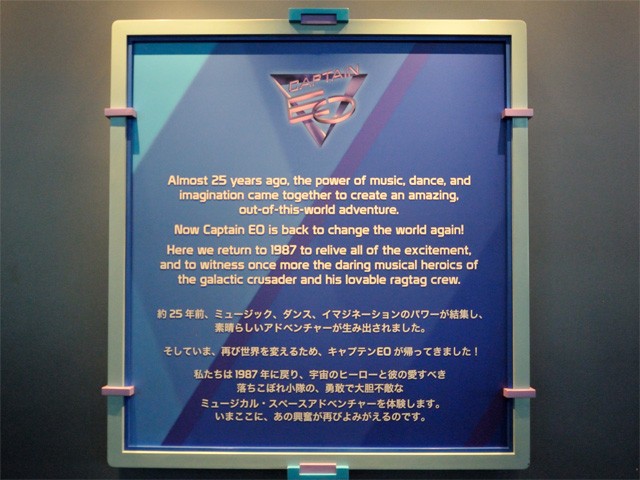 CAPTAIN
EO
Almost 25 years ago, the power of music, dance, and
imagination came together to create an amazing,
out-of-this-world adventure.
Now Captain EO is back to change the world again!
Here we return to 1987 to relive all of the excitement,
and to witness once more the daring musical heroics of
the galactic crusader and his lovable ragtag crew.
約25年前、ミュージック、ダンス、イマジネーションのパワーが結集し、
素晴らしいアドベンチャーが生み出されました。
そしていま、再び世界を変えるため、キャプテンEOが帰ってきました！
私たちは1987年に戻り、宇宙のヒーローと彼の愛すべき
落ちこぼれ小隊の、勇敢で大胆不敵な
ミュージカル・スペースアドベンチャーを体験します。
いまここに、あの興奮が再びよみがえるのです。